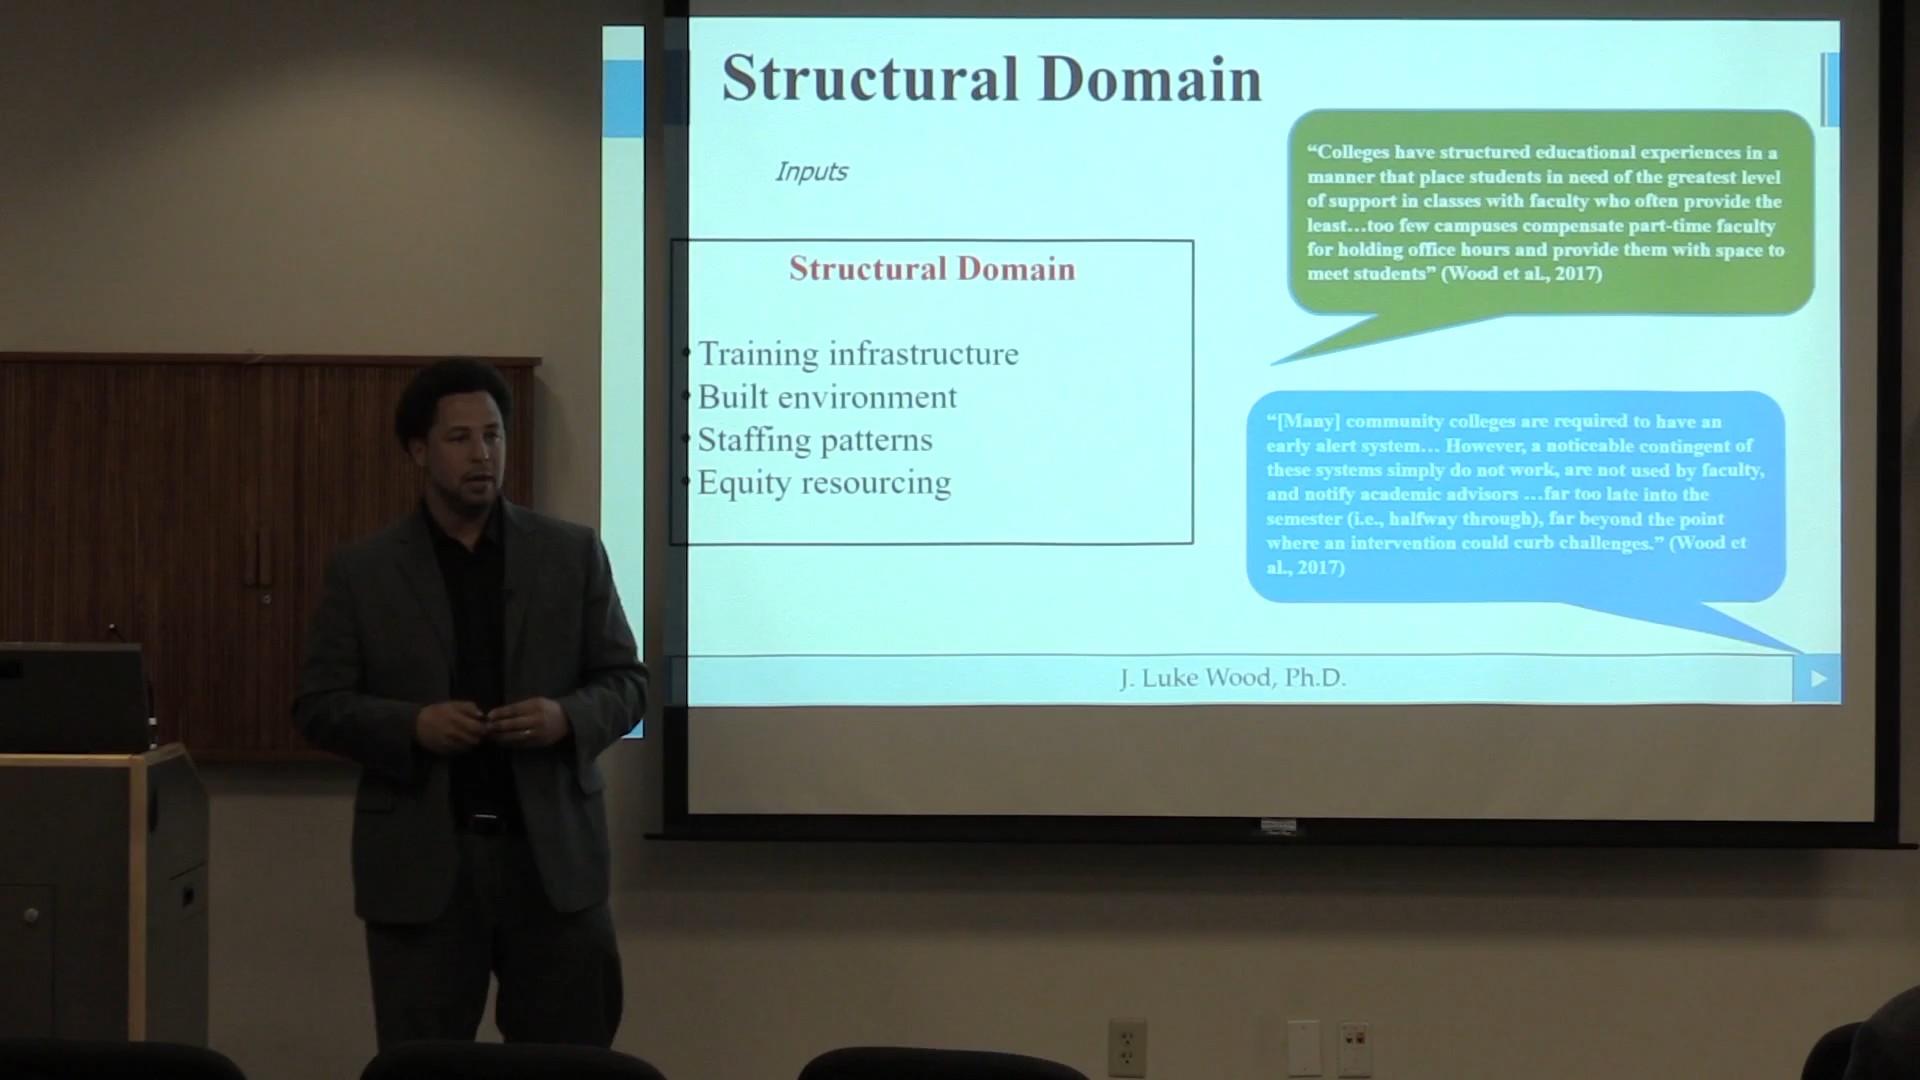 Structural Domain
Inputs
Structural Domain
• Training infrastructure
• Built environment
• Staffing patterns
• Equity resourcing
“Colleges have structured educational experiences in a
manner that place students in need of the greatest level
of support in classes with faculty who often provide the
least…too few campuses compensate part-time faculty
for holding office hours and provide them with space to
meet students” (Wood et al., 2017)
“[Many] community colleges are required to have an
early alert system… However, a noticeable contingent of
these systems simply do not work, are not used by faculty,
and notify academic advisors …far too late into the
semester (i.e., halfway through), far beyond the point
where an intervention could curb challenges.” (Wood et
al., 2017)
J. Luke Wood, Ph.D.